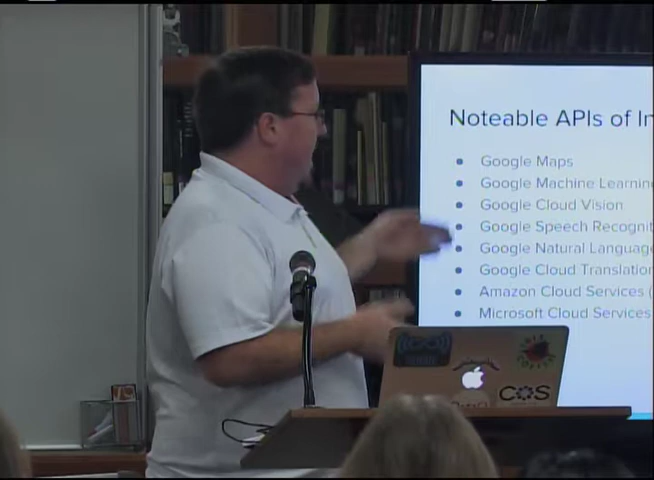 Noteable APIs of In
Google Maps
Google Machine Learnin
Google Cloud Vision
Google Speech Recognit
Google Natural Language
Google Cloud Translation
Amazon Cloud Services (
Microsoft Cloud Services
COS